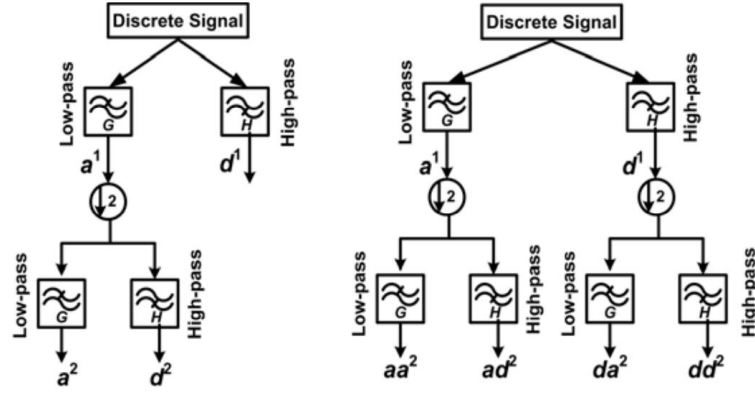 Discrete Signal
Low-pass
G
H
High-pass
a¹
d¹
2
Low-pass
G
H
High-pass
a²
d²
Discrete Signal
Low-pass
G
H
High-pass
a¹
d¹
2
2
Low-pass
G
H
High-pass
Low-pass
G
H
High-pass
aa²
ad²
da²
dd²